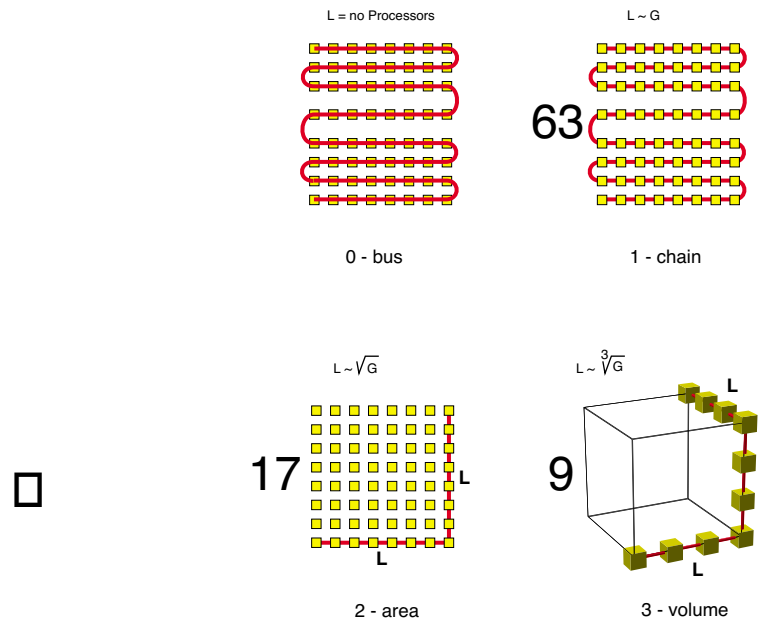 L = no Processors
L ~ G
63
0 - bus
1 - chain
L ~ √G
L ~ ∛G
L
17
L
9
L
L
2 - area
3 - volume